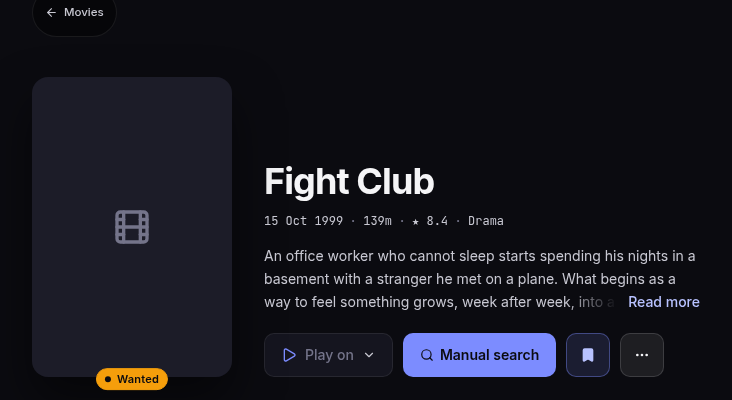 Movies
Fight Club
15 Oct 1999 · 139m · ★ 8.4 · Drama
An office worker who cannot sleep starts spending his nights in a
basement with a stranger he met on a plane. What begins as a
way to feel something grows, week after week, into a Read more
Play on Manual search
Wanted